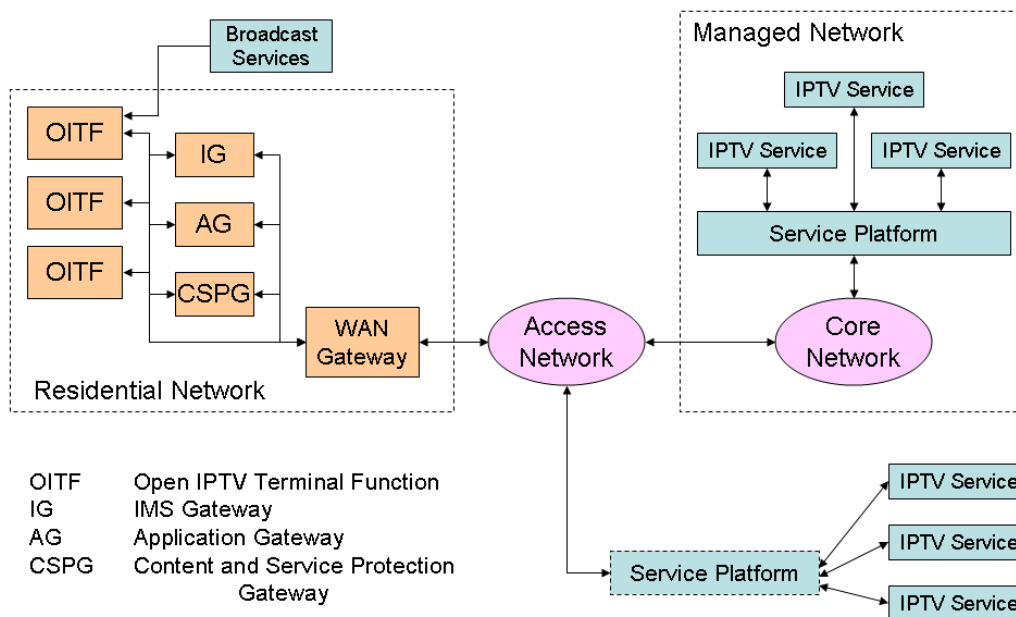 Broadcast
Services
Managed Network
IPTV Service
IPTV Service
IPTV Service
Service Platform
Core
Network
OITF
OITF
OITF
IG
AG
CSPG
WAN
Gateway
Residential Network
Access
Network
OITF Open IPTV Terminal Function
IG IMS Gateway
AG Application Gateway
CSPG Content and Service Protection
Gateway
Service Platform
IPTV Service
IPTV Service
IPTV Service